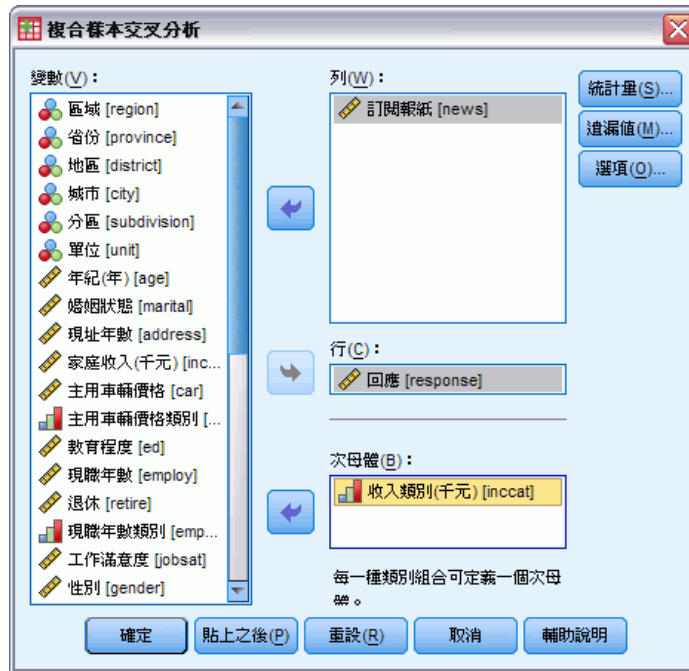 複合樣本交叉分析
變數(V)：
區域 [region]
省份 [province]
地區 [district]
城市 [city]
分區 [subdivision]
單位 [unit]
年紀(年) [age]
婚姻狀態 [marital]
現址年數 [address]
家庭收入(千元) [inc...
主用車輛價格 [car]
主用車輛價格類別 [...
教育程度 [ed]
現職年數 [employ]
退休 [retire]
現職年數類別 [emp...
工作滿意度 [jobsat]
性別 [gender]
列(W)：
訂閱報紙 [news]
行(C)：
回應 [response]
次母體(B)：
收入類別(千元) [inccat]
每一種類別組合可定義一個次母
體。
統計量(S)...
遺漏值(M)...
選項(O)...
確定
貼上之後(P)
重設(R)
取消
輔助說明